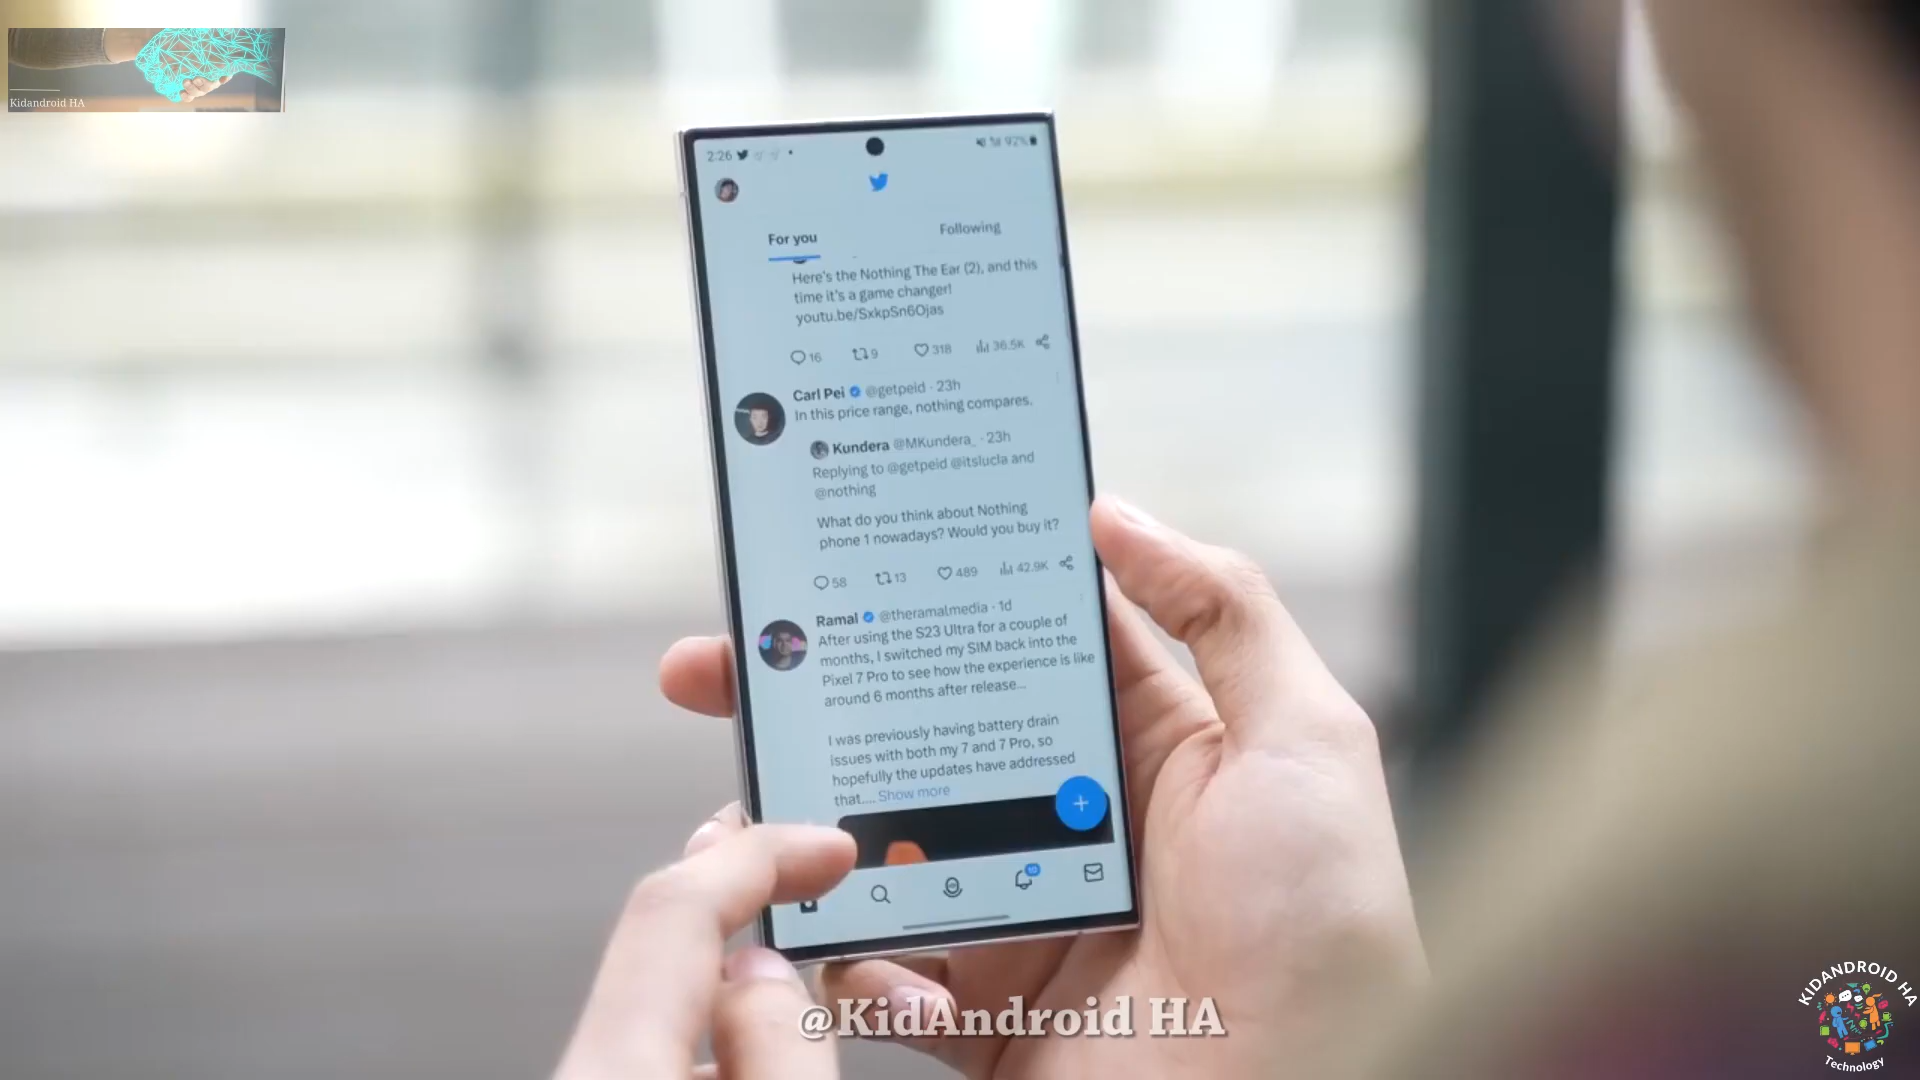 Kidandroid HA
2:26
92%
For you
Following
Here's the Nothing The Ear (2), and this
time it's a game changer!
youtu.be/SxkpSn6Ojas
16 9 318 36.5K
Carl Pei @getpeid · 23h
In this price range, nothing compares.
Kundera @MKundera_ · 23h
Replying to @getpeid @itslucla and
@nothing
What do you think about Nothing
phone 1 nowadays? Would you buy it?
58 13 489 42.9K
Ramal @theramalmedia · 1d
After using the S23 Ultra for a couple of
months, I switched my SIM back into the
Pixel 7 Pro to see how the experience is like
around 6 months after release...
I was previously having battery drain
issues with both my 7 and 7 Pro, so
hopefully the updates have addressed
that.... Show more
@KidAndroid HA
KIDANDROID HA
Technology